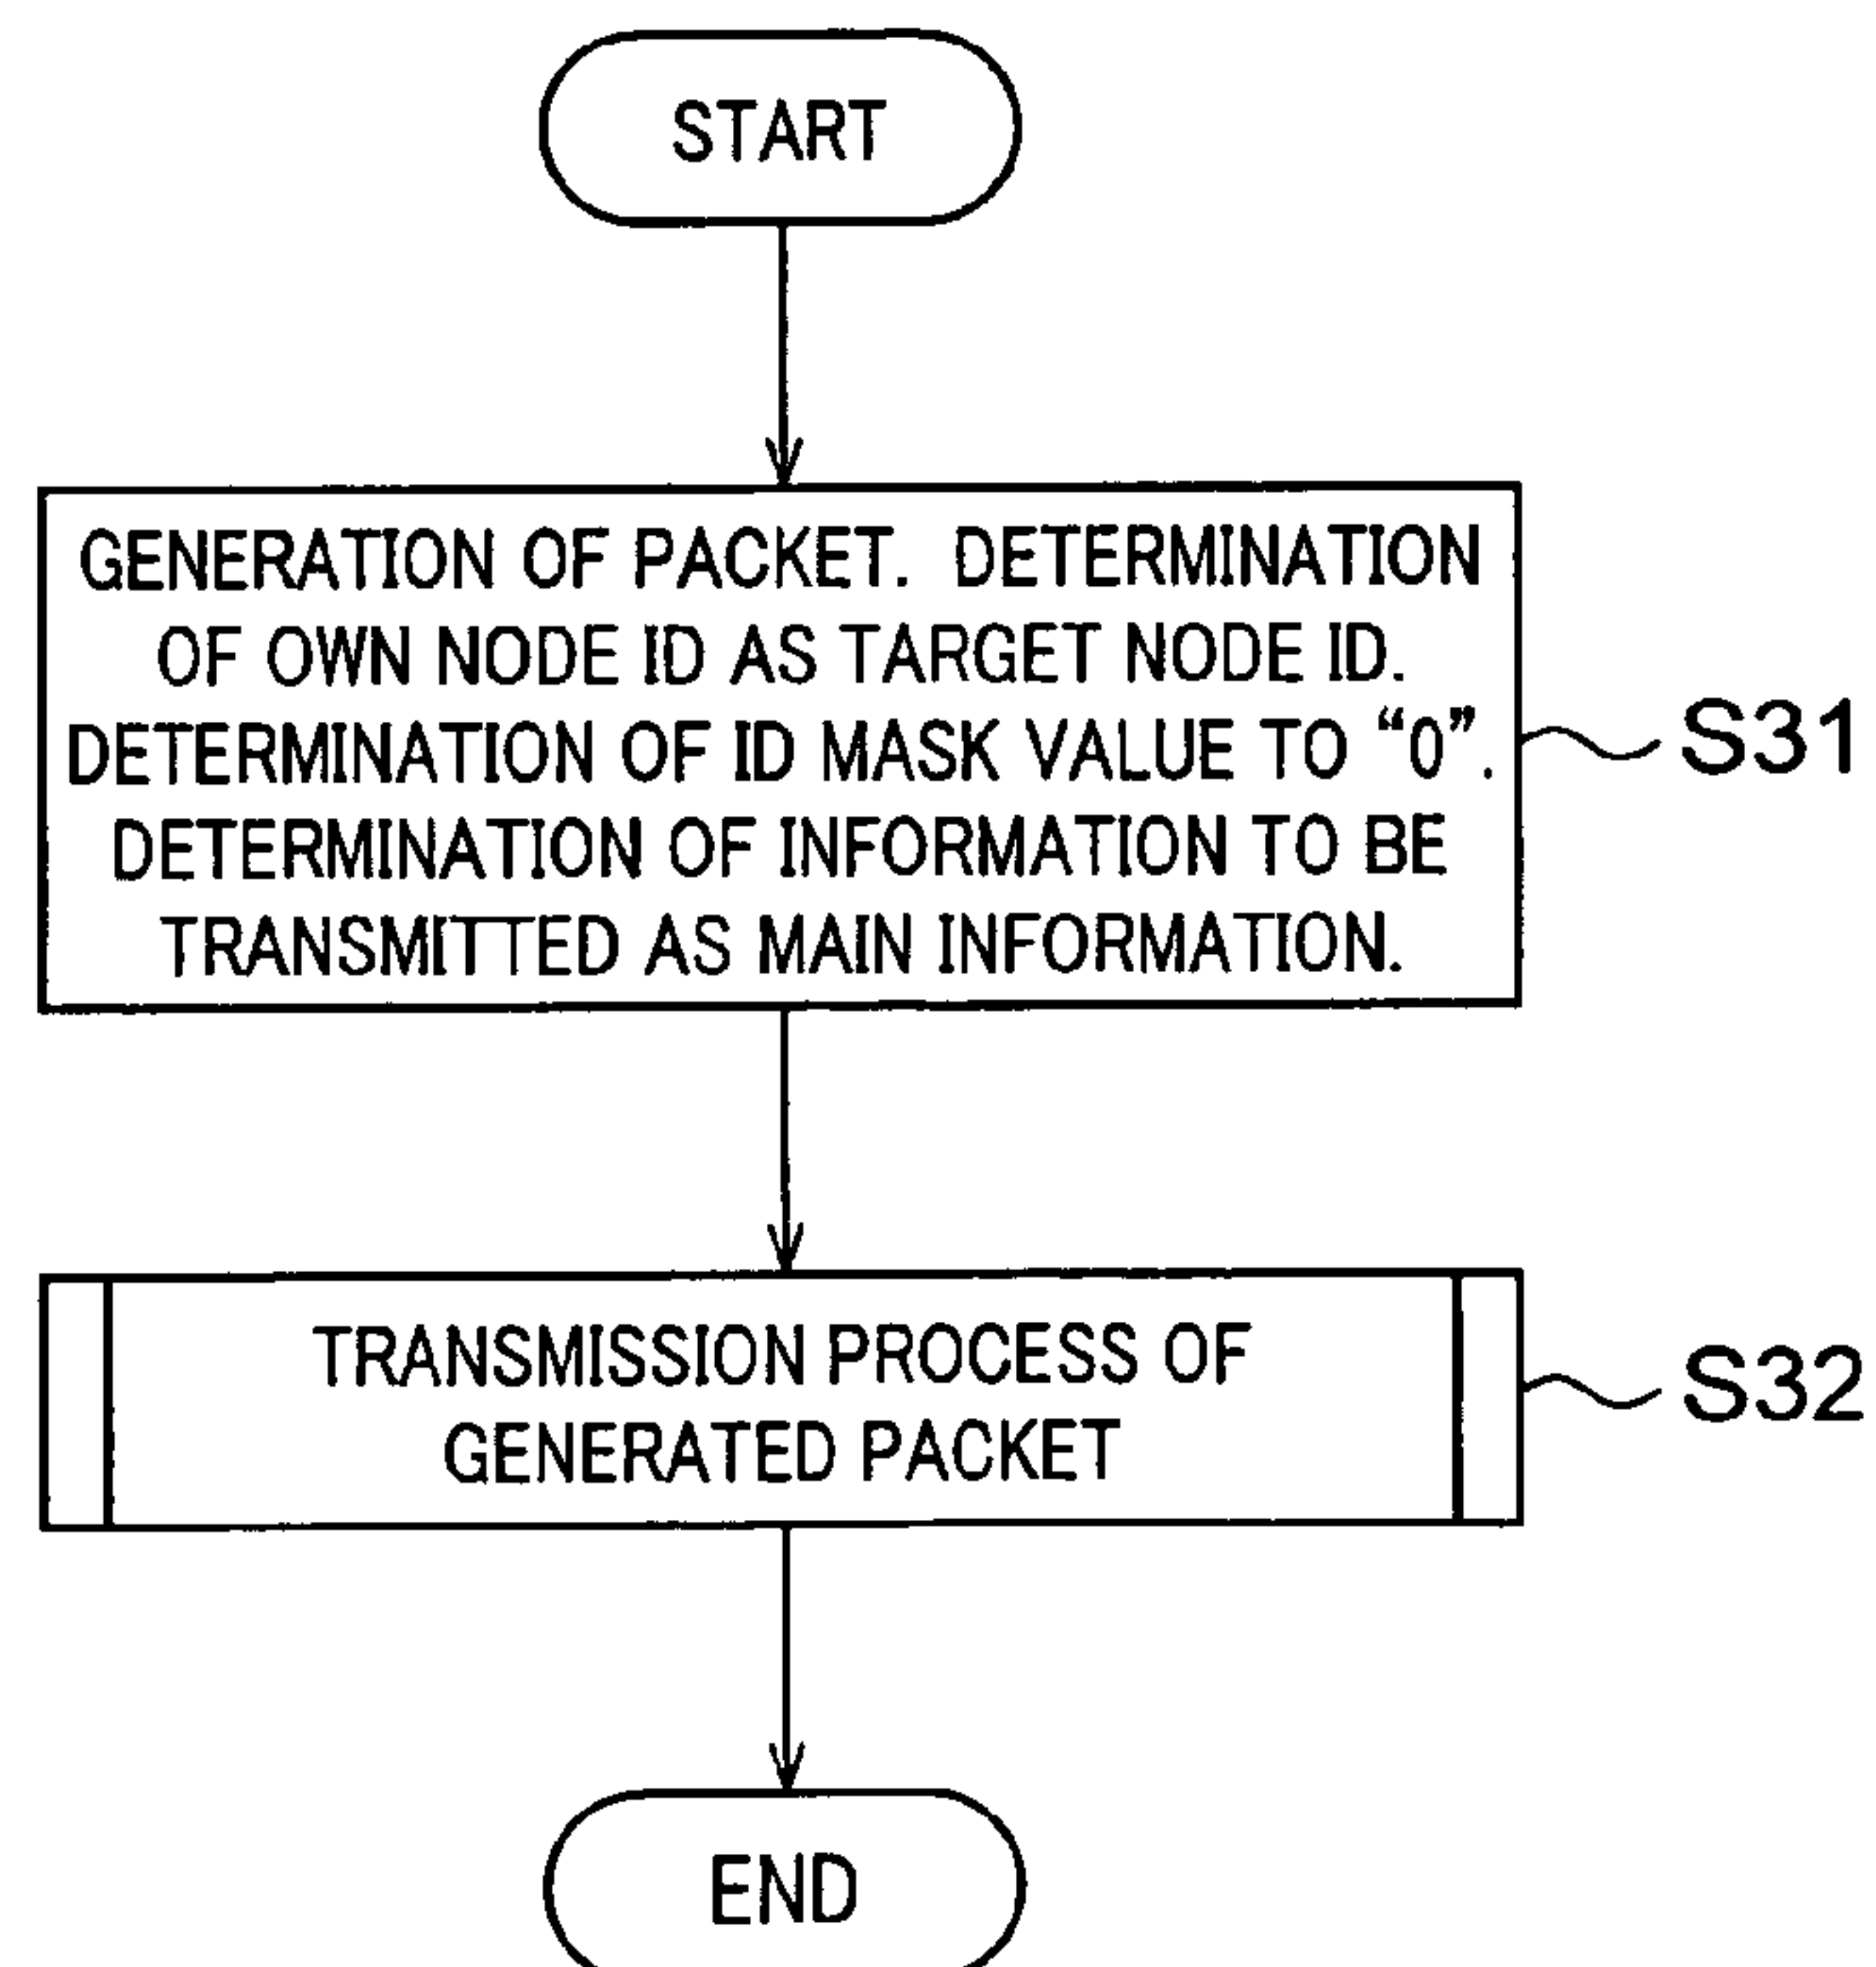 START
GENERATION OF PACKET. DETERMINATION
OF OWN NODE ID AS TARGET NODE ID.
DETERMINATION OF ID MASK VALUE TO “0”.
DETERMINATION OF INFORMATION TO BE
TRANSMITTED AS MAIN INFORMATION.
S31
TRANSMISSION PROCESS OF
GENERATED PACKET
S32
END